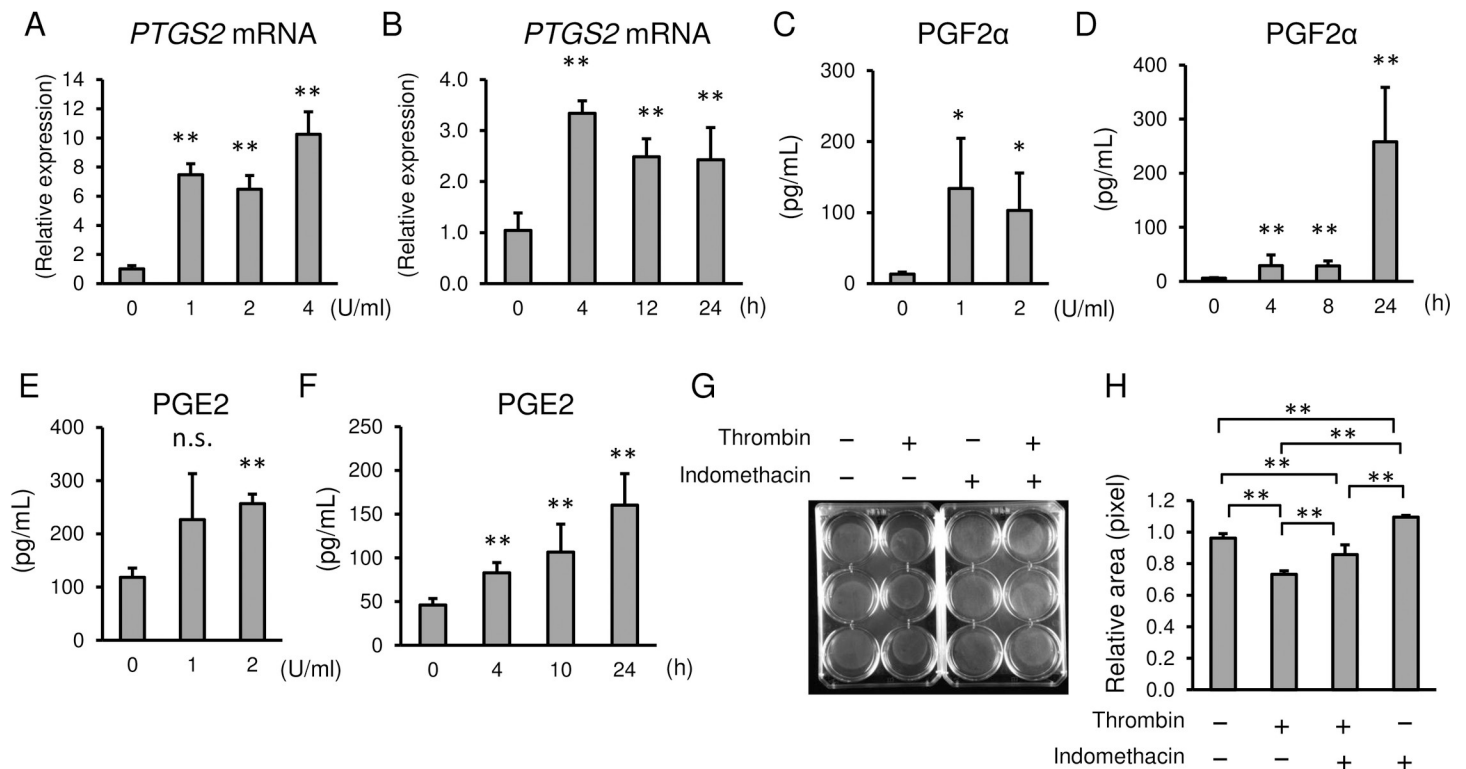 A
PTGS2 mRNA
(Relative expression)
14
12
10
8
6
4
2
0
**
**
**
0 1 2 4 (U/ml)
B
PTGS2 mRNA
(Relative expression)
4.0
3.0
2.0
1.0
0.0
**
**
**
0 4 12 24 (h)
C
PGF2α
(pg/mL)
300
200
100
0
*
*
0 1 2 (U/ml)
D
PGF2α
(pg/mL)
400
300
200
100
0
**
**
**
0 4 8 24 (h)
E
PGE2
(pg/mL)
400
300
200
100
0
n.s.
**
0 1 2 (U/ml)
F
PGE2
(pg/mL)
250
200
150
100
50
0
**
**
**
0 4 10 24 (h)
G
Thrombin − + − +
Indomethacin − − + +
H
Relative area (pixel)
1.2
1.0
0.8
0.6
0.4
0.2
0.0
**
**
**
**
**
**
Thrombin − + + −
Indomethacin − − + +